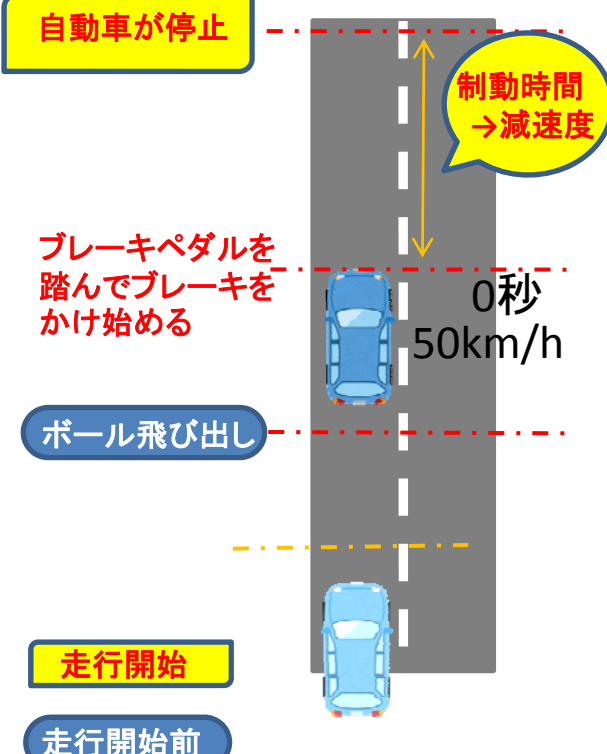 自動車が停止
制動時間
→減速度
ブレーキペダルを
踏んでブレーキを
かけ始める
0秒
50km/h
ボール飛び出し
走行開始
走行開始前